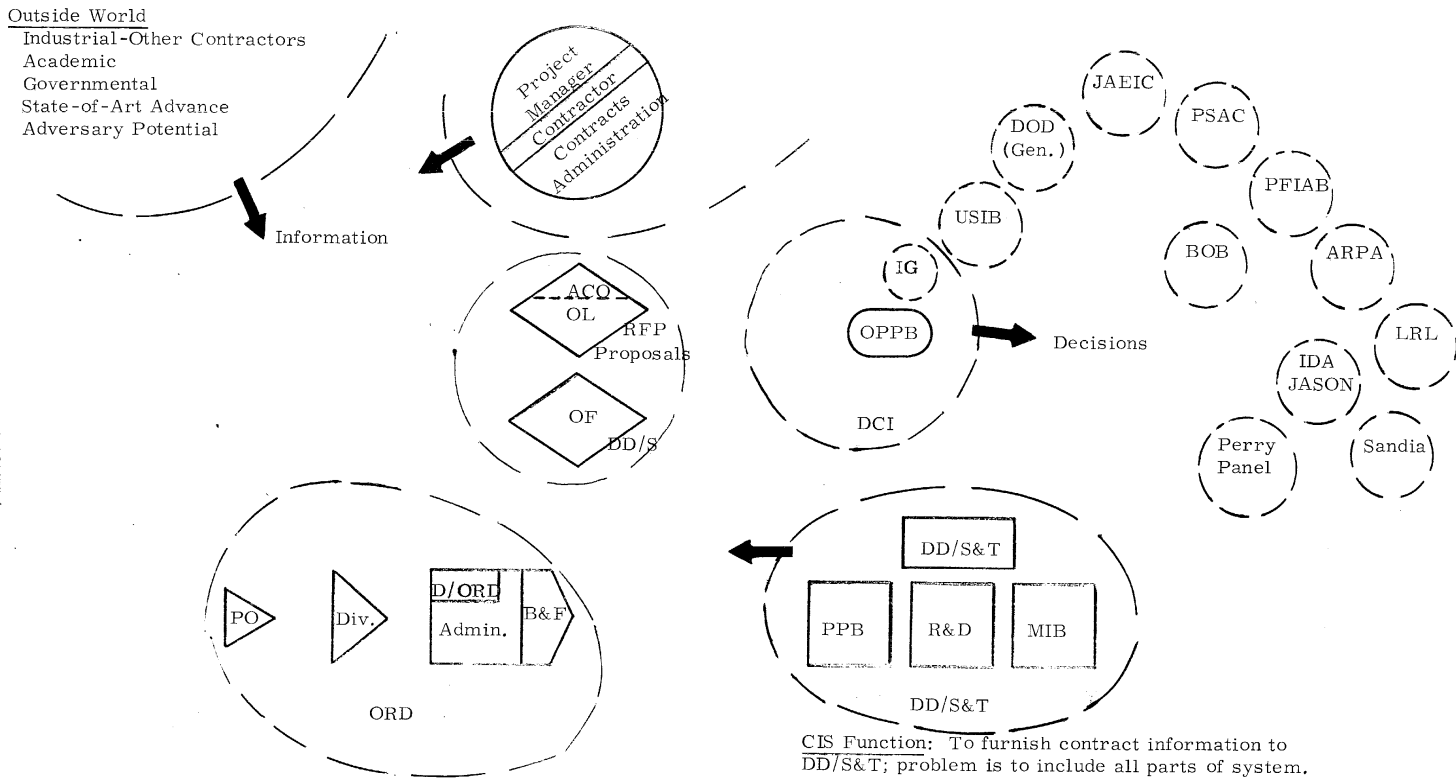 Outside World
Industrial-Other Contractors
Academic
Governmental
State-of-Art Advance
Adversary Potential
Information
Project
Manager
Contractor
Contracts
Administration
ACO
OL
RFP
Proposals
OF
DD/S
JAEIC
PSAC
DOD
(Gen.)
PFIAB
USIB
BOB
ARPA
IG
OPPB
Decisions
LRL
IDA
JASON
DCI
Perry
Panel
Sandia
PO
Div.
D/ORD
Admin.
B&F
ORD
DD/S&T
PPB
R&D
MIB
DD/S&T
CIS Function: To furnish contract information to
DD/S&T; problem is to include all parts of system.